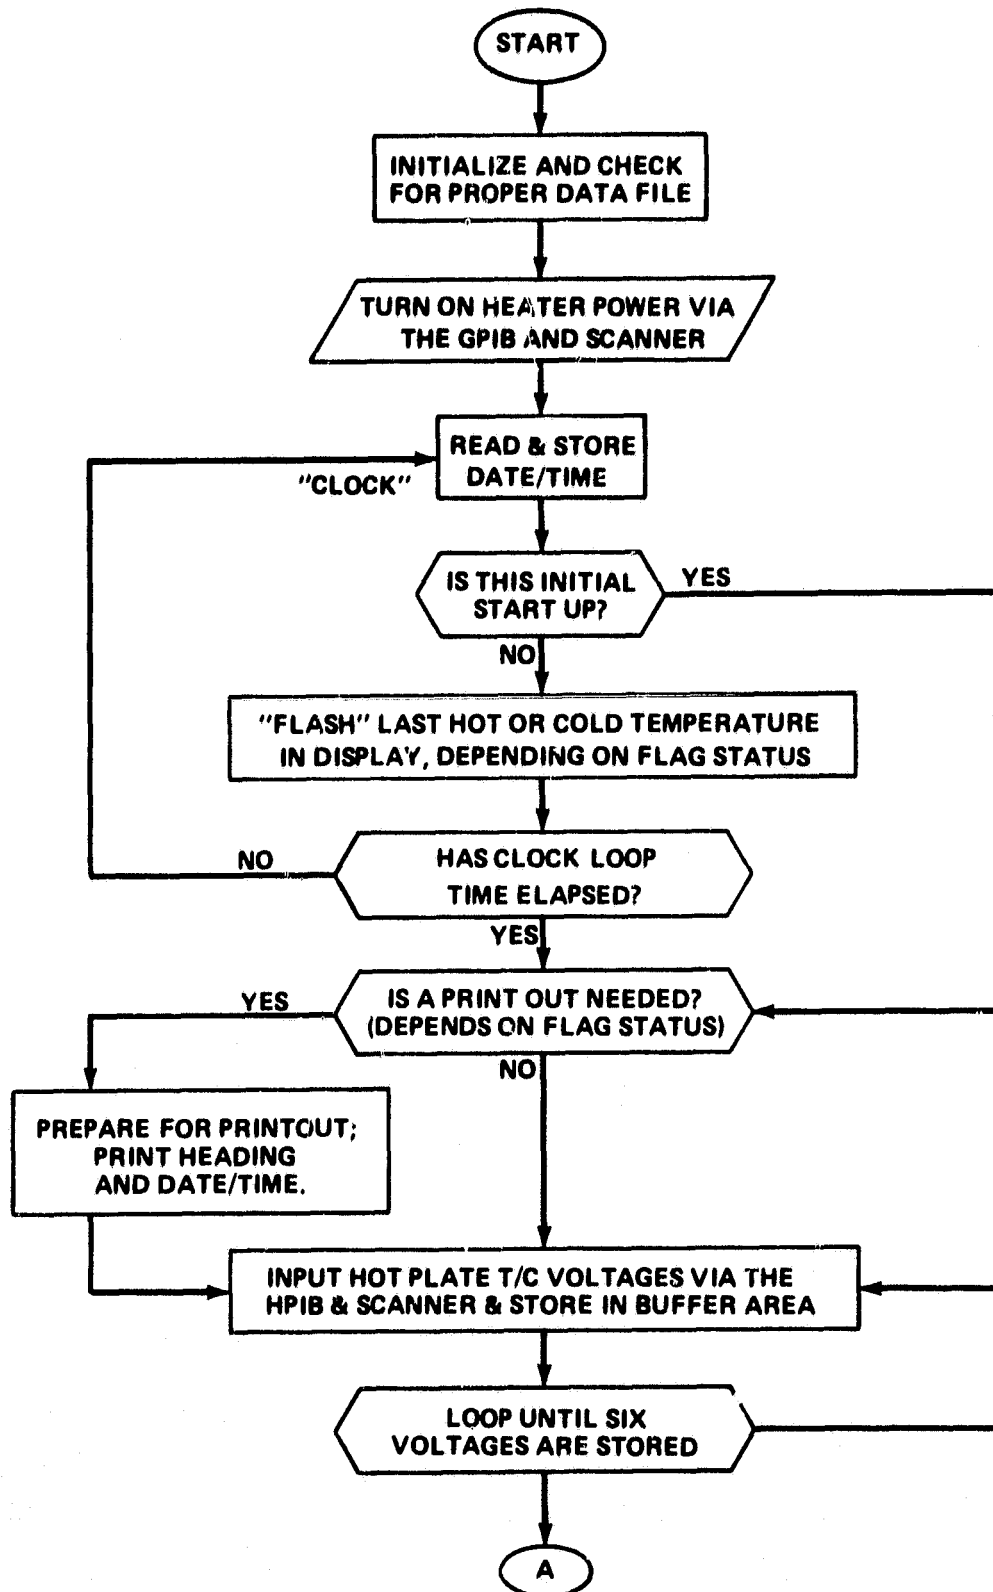 START
INITIALIZE AND CHECK
FOR PROPER DATA FILE
TURN ON HEATER POWER VIA
THE GPIB AND SCANNER
READ & STORE
DATE/TIME
"CLOCK"
IS THIS INITIAL
START UP?
YES
NO
"FLASH" LAST HOT OR COLD TEMPERATURE
IN DISPLAY, DEPENDING ON FLAG STATUS
HAS CLOCK LOOP
TIME ELAPSED?
NO
YES
IS A PRINT OUT NEEDED?
(DEPENDS ON FLAG STATUS)
YES
NO
PREPARE FOR PRINTOUT;
PRINT HEADING
AND DATE/TIME.
INPUT HOT PLATE T/C VOLTAGES VIA THE
HPIB & SCANNER & STORE IN BUFFER AREA
LOOP UNTIL SIX
VOLTAGES ARE STORED
A